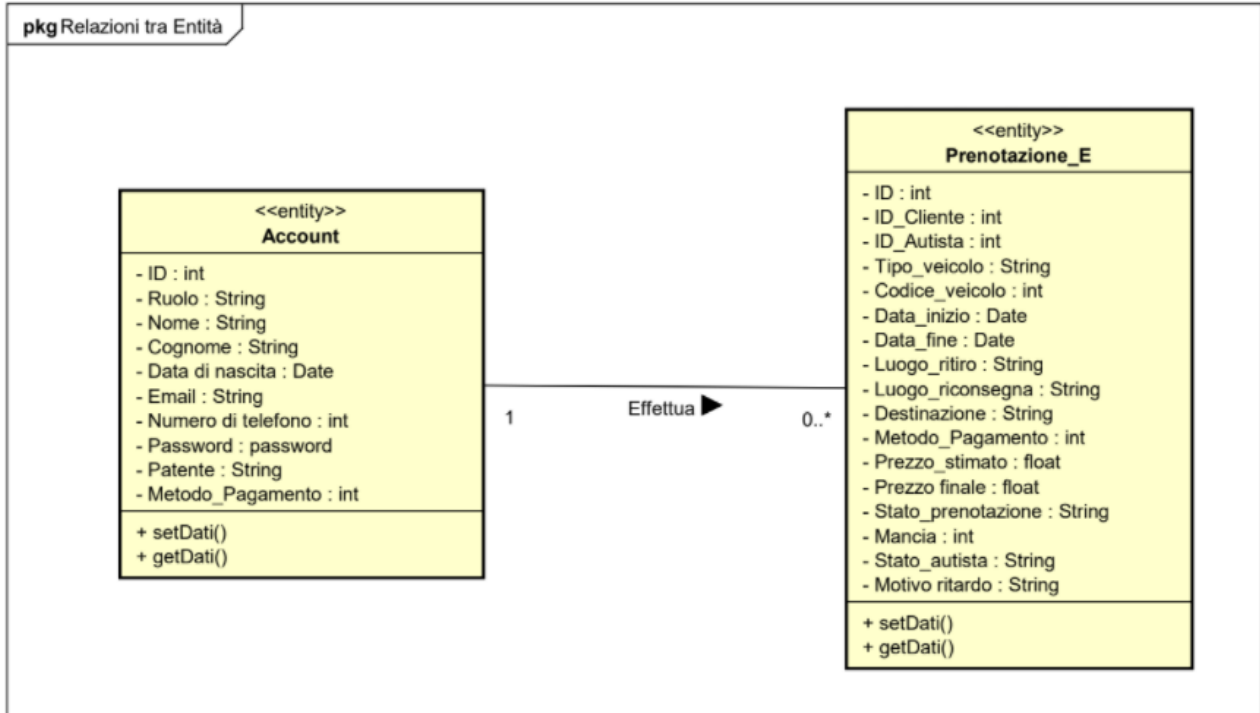 pkg Relazioni tra Entità
<<entity>>
Account
- ID : int
- Ruolo : String
- Nome : String
- Cognome : String
- Data di nascita : Date
- Email : String
- Numero di telefono : int
- Password : password
- Patente : String
- Metodo_Pagamento : int
+ setDati()
+ getDati()
1
Effettua
0..*
<<entity>>
Prenotazione_E
- ID : int
- ID_Cliente : int
- ID_Autista : int
- Tipo_veicolo : String
- Codice_veicolo : int
- Data_inizio : Date
- Data_fine : Date
- Luogo_ritiro : String
- Luogo_riconsegna : String
- Destinazione : String
- Metodo_Pagamento : int
- Prezzo_stimato : float
- Prezzo finale : float
- Stato_prenotazione : String
- Mancia : int
- Stato_autista : String
- Motivo ritardo : String
+ setDati()
+ getDati()